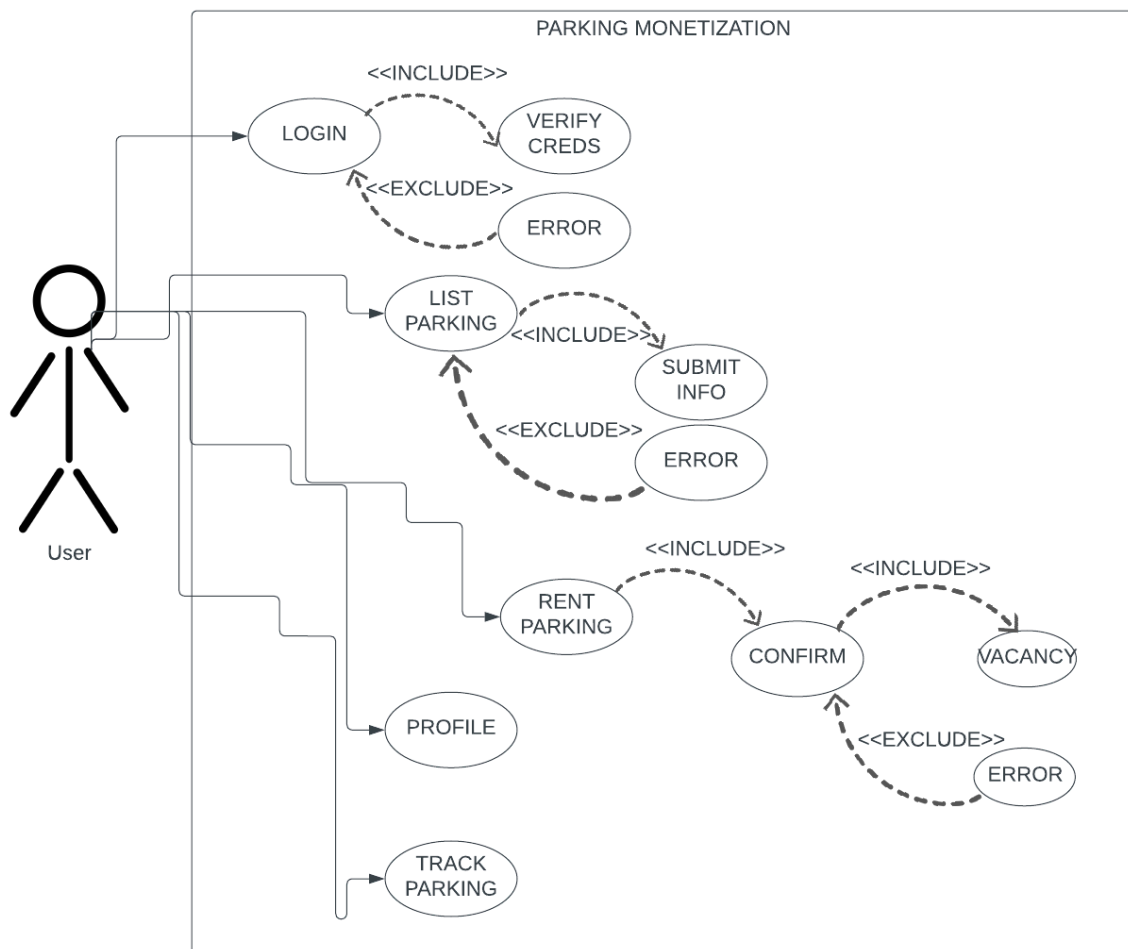 PARKING MONETIZATION
<<INCLUDE>>
LOGIN
VERIFY
CREDS
<<EXCLUDE>>
ERROR
LIST
PARKING
<<INCLUDE>>
SUBMIT
INFO
<<EXCLUDE>>
ERROR
User
<<INCLUDE>>
<<INCLUDE>>
RENT
PARKING
CONFIRM
VACANCY
<<EXCLUDE>>
ERROR
PROFILE
TRACK
PARKING